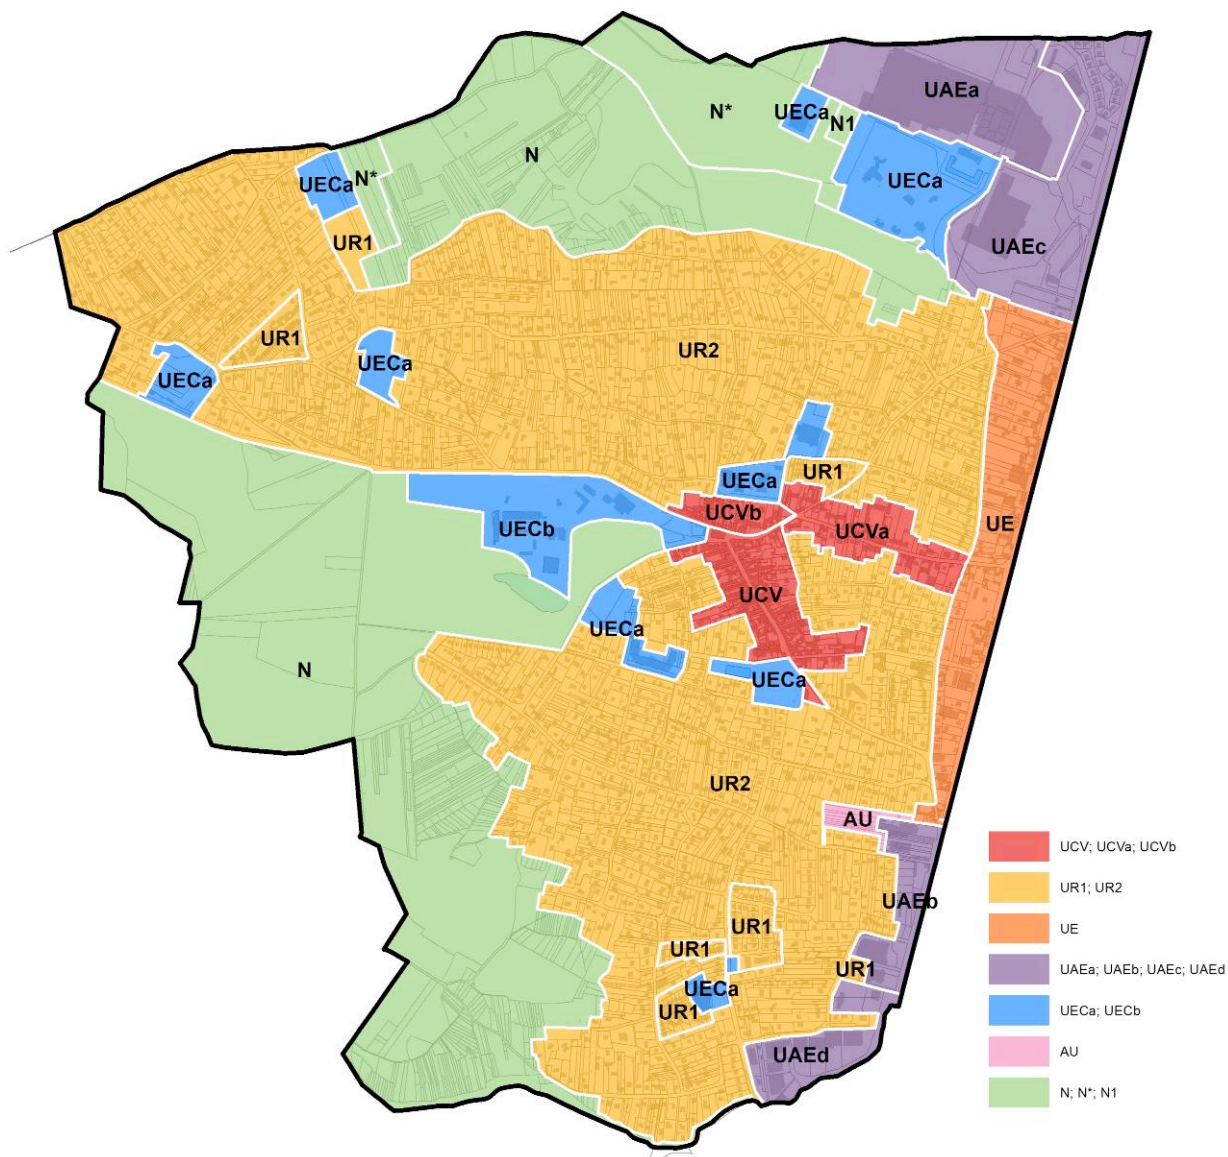 UAEa
N*
UECa
N1
N
UECa
N*
UECa
UR1
UAEc
UR1
UR2
UECa
UECa
UECa
UR1
UCVb
UE
UCVa
UECb
UCV
UECa
N
UECa
UR2
AU
UAEb
UR1
UR1
UR1
UECa
UR1
UAEd
UCV; UCVa; UCVb
UR1; UR2
UE
UAEa; UAEb; UAEc; UAEd
UECa; UECb
AU
N; N*; N1